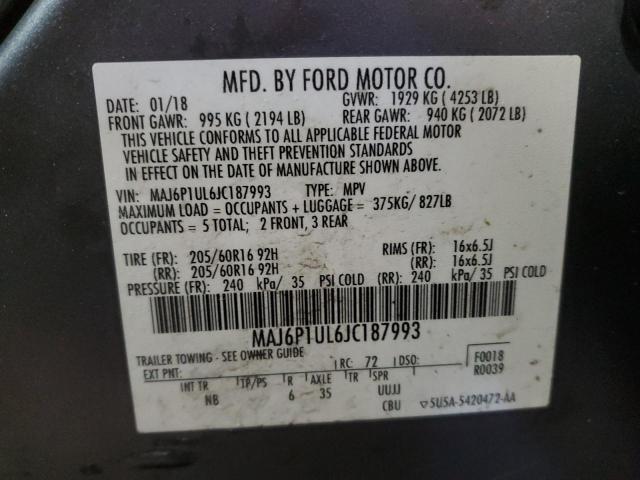 MFD. BY FORD MOTOR CO.
DATE: 01/18 GVWR: 1929 KG ( 4253 LB)
FRONT GAWR: 995 KG ( 2194 LB) REAR GAWR: 940 KG ( 2072 LB)
THIS VEHICLE CONFORMS TO ALL APPLICABLE FEDERAL MOTOR
VEHICLE SAFETY AND THEFT PREVENTION STANDARDS
IN EFFECT ON THE DATE OF MANUFACTURE SHOWN ABOVE.
VIN: MAJ6P1UL6JC187993 TYPE: MPV
MAXIMUM LOAD = OCCUPANTS + LUGGAGE = 375KG/ 827LB
OCCUPANTS = 5 TOTAL; 2 FRONT, 3 REAR
TIRE (FR): 205/60R16 92H RIMS (FR): 16x6.5J
(RR): 205/60R16 92H (RR): 16x6.5J
PRESSURE (FR): 240 kPa/ 35 PSI COLD (RR): 240 kPa/ 35 PSI COLD
MAJ6P1UL6JC187993
TRAILER TOWING - SEE OWNER GUIDE F0018
EXT PNT: RC: 72 DSO: R0039
INT TR TP/PS R AXLE TR SPR
NB 6 35 UUJJ
CBU ▽5U5A-5420472-AA